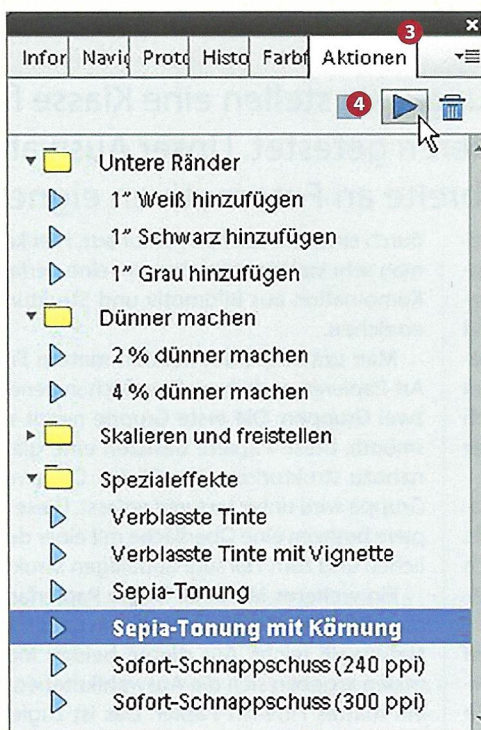 3
Infor Navig Proto Histo Farbf Aktionen
4
Untere Ränder
1" Weiß hinzufügen
1" Schwarz hinzufügen
1" Grau hinzufügen
Dünner machen
2 % dünner machen
4 % dünner machen
Skalieren und freistellen
Spezialeffekte
Verblasste Tinte
Verblasste Tinte mit Vignette
Sepia-Tonung
Sepia-Tonung mit Körnung
Sofort-Schnappschuss (240 ppi)
Sofort-Schnappschuss (300 ppi)